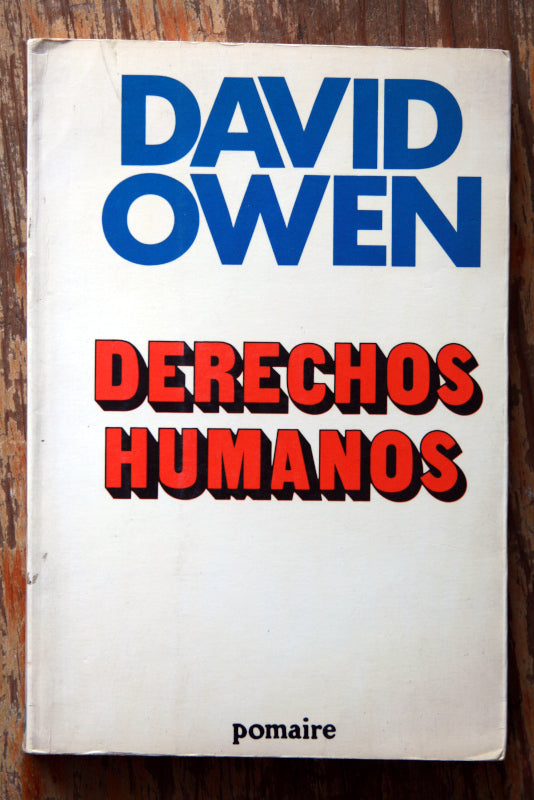 DAVID
OWEN
DERECHOS
HUMANOS
pomaire